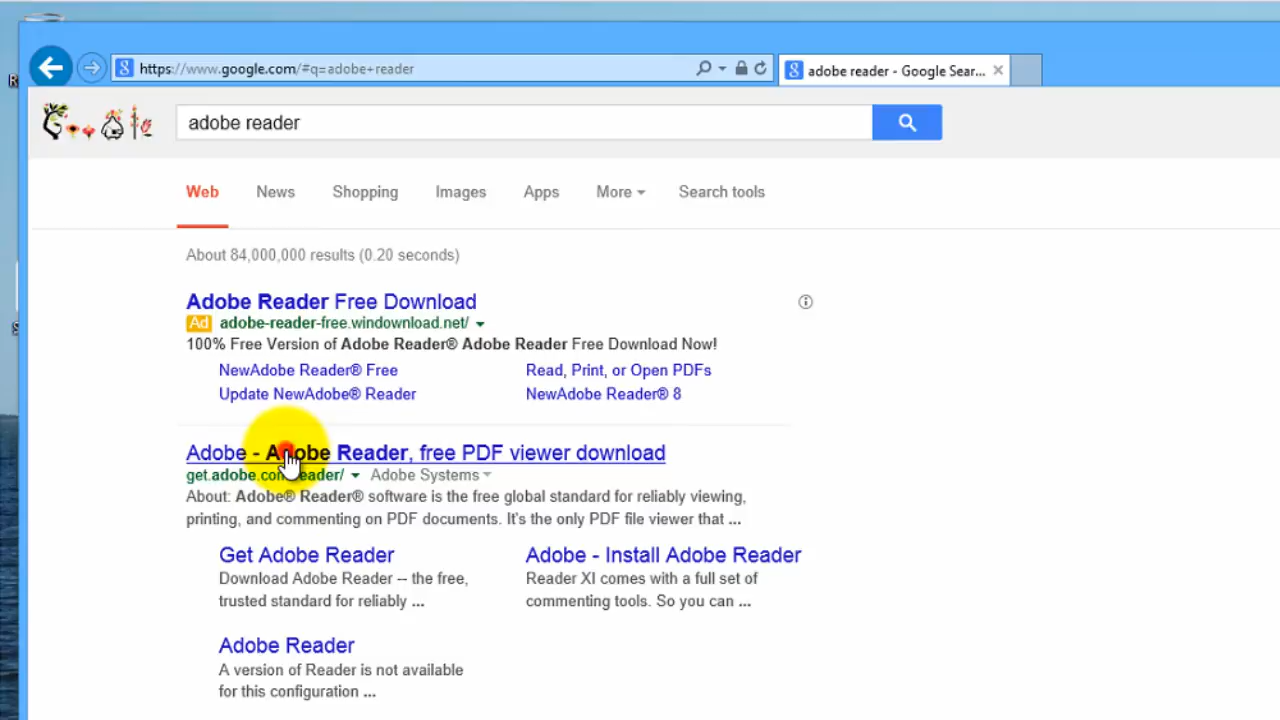 https://www.google.com/#q=adobe+reader
adobe reader - Google Sear...
adobe reader
Web News Shopping Images Apps More Search tools
About 84,000,000 results (0.20 seconds)
Adobe Reader Free Download
Ad adobe-reader-free.windownload.net/
100% Free Version of Adobe Reader® Adobe Reader Free Download Now!
NewAdobe Reader® Free Read, Print, or Open PDFs
Update NewAdobe® Reader NewAdobe Reader® 8
Adobe - Adobe Reader, free PDF viewer download
get.adobe.com/reader/ Adobe Systems
About: Adobe® Reader® software is the free global standard for reliably viewing,
printing, and commenting on PDF documents. It's the only PDF file viewer that ...
Get Adobe Reader Adobe - Install Adobe Reader
Download Adobe Reader -- the free, Reader XI comes with a full set of
trusted standard for reliably ... commenting tools. So you can ...
Adobe Reader
A version of Reader is not available
for this configuration ...